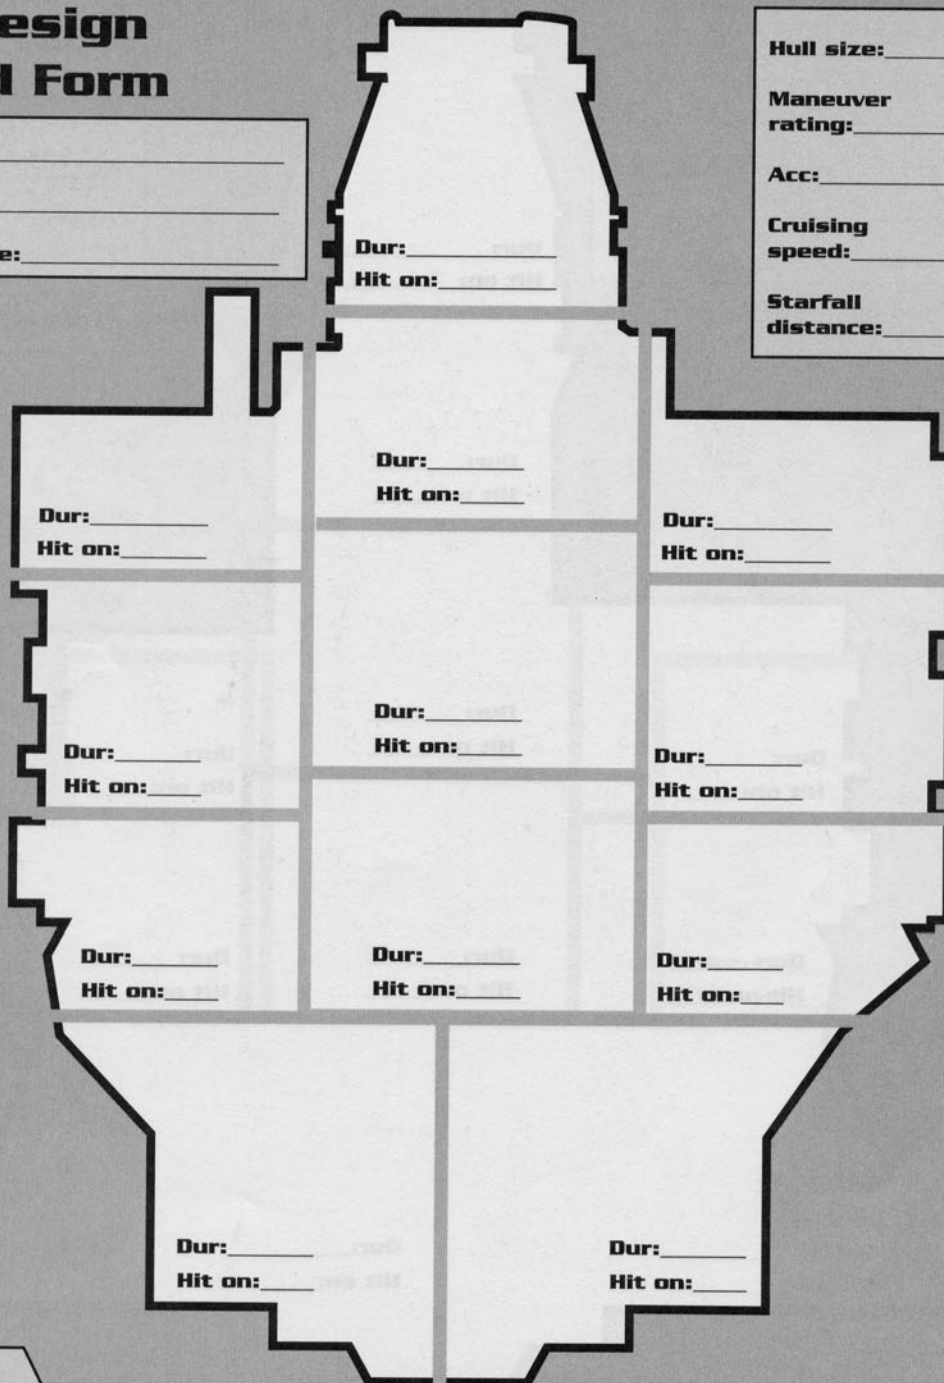 esign
d Form
e:
Hull size:
Maneuver
rating:
Acc:
Cruising
speed:
Starfall
distance:
Dur:
Hit on:
Dur:
Hit on:
Dur:
Hit on:
Dur:
Hit on:
Dur:
Hit on:
Dur:
Hit on:
Dur:
Hit on:
Dur:
Hit on:
Dur:
Hit on:
Dur:
Hit on:
Dur:
Hit on:
Dur:
Hit on: